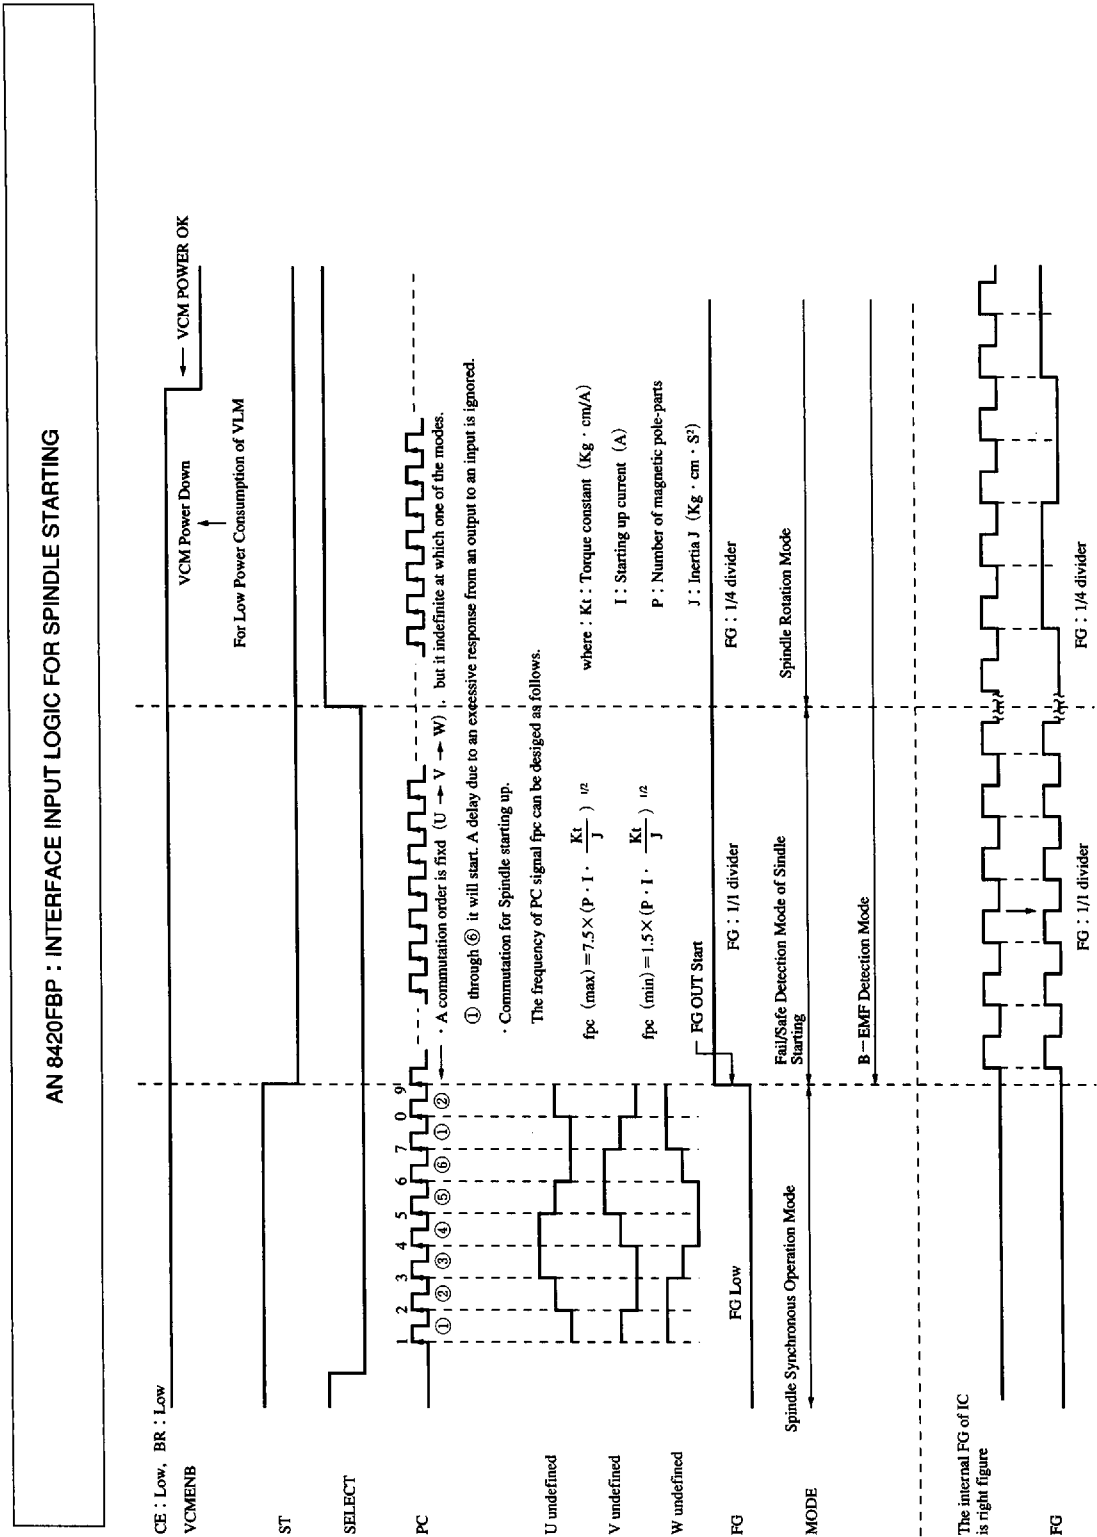 AN 8420FBP : INTERFACE INPUT LOGIC FOR SPINDLE STARTING
CE : Low, BR : Low
VCMENB
VCM Power Down
VCM POWER OK
For Low Power Consumption of VLM
ST
SELECT
PC
1 2 3 4 5 6 7 0 9
① ② ③ ④ ⑤ ⑥ ① ②
· A commutation order is fixd (U → V → W) , but it indefinite at which one of the modes.
① through ⑥ it will start. A delay due to an excessive response from an output to an input is ignored.
· Commutation for Spindle starting up.
The frequency of PC signal fpc can be desiged as follows.
fpc (max) =7.5×(P · I · Kt/J) 1/2
fpc (min) =1.5×(P · I · Kt/J) 1/2
where : Kt : Torque constant (Kg · cm/A)
I : Starting up current (A)
P : Number of magnetic pole-parts
J : Inertia J (Kg · cm · S²)
U undefined
V undefined
W undefined
FG
FG Low
FG OUT Start
FG : 1/1 divider
FG : 1/4 divider
MODE
Spindle Synchronous Operation Mode
Fail/Safe Detection Mode of Sindle
Starting
Spindle Rotation Mode
B-EMF Detection Mode
The internal FG of IC
is right figure
FG
FG : 1/1 divider
FG : 1/4 divider